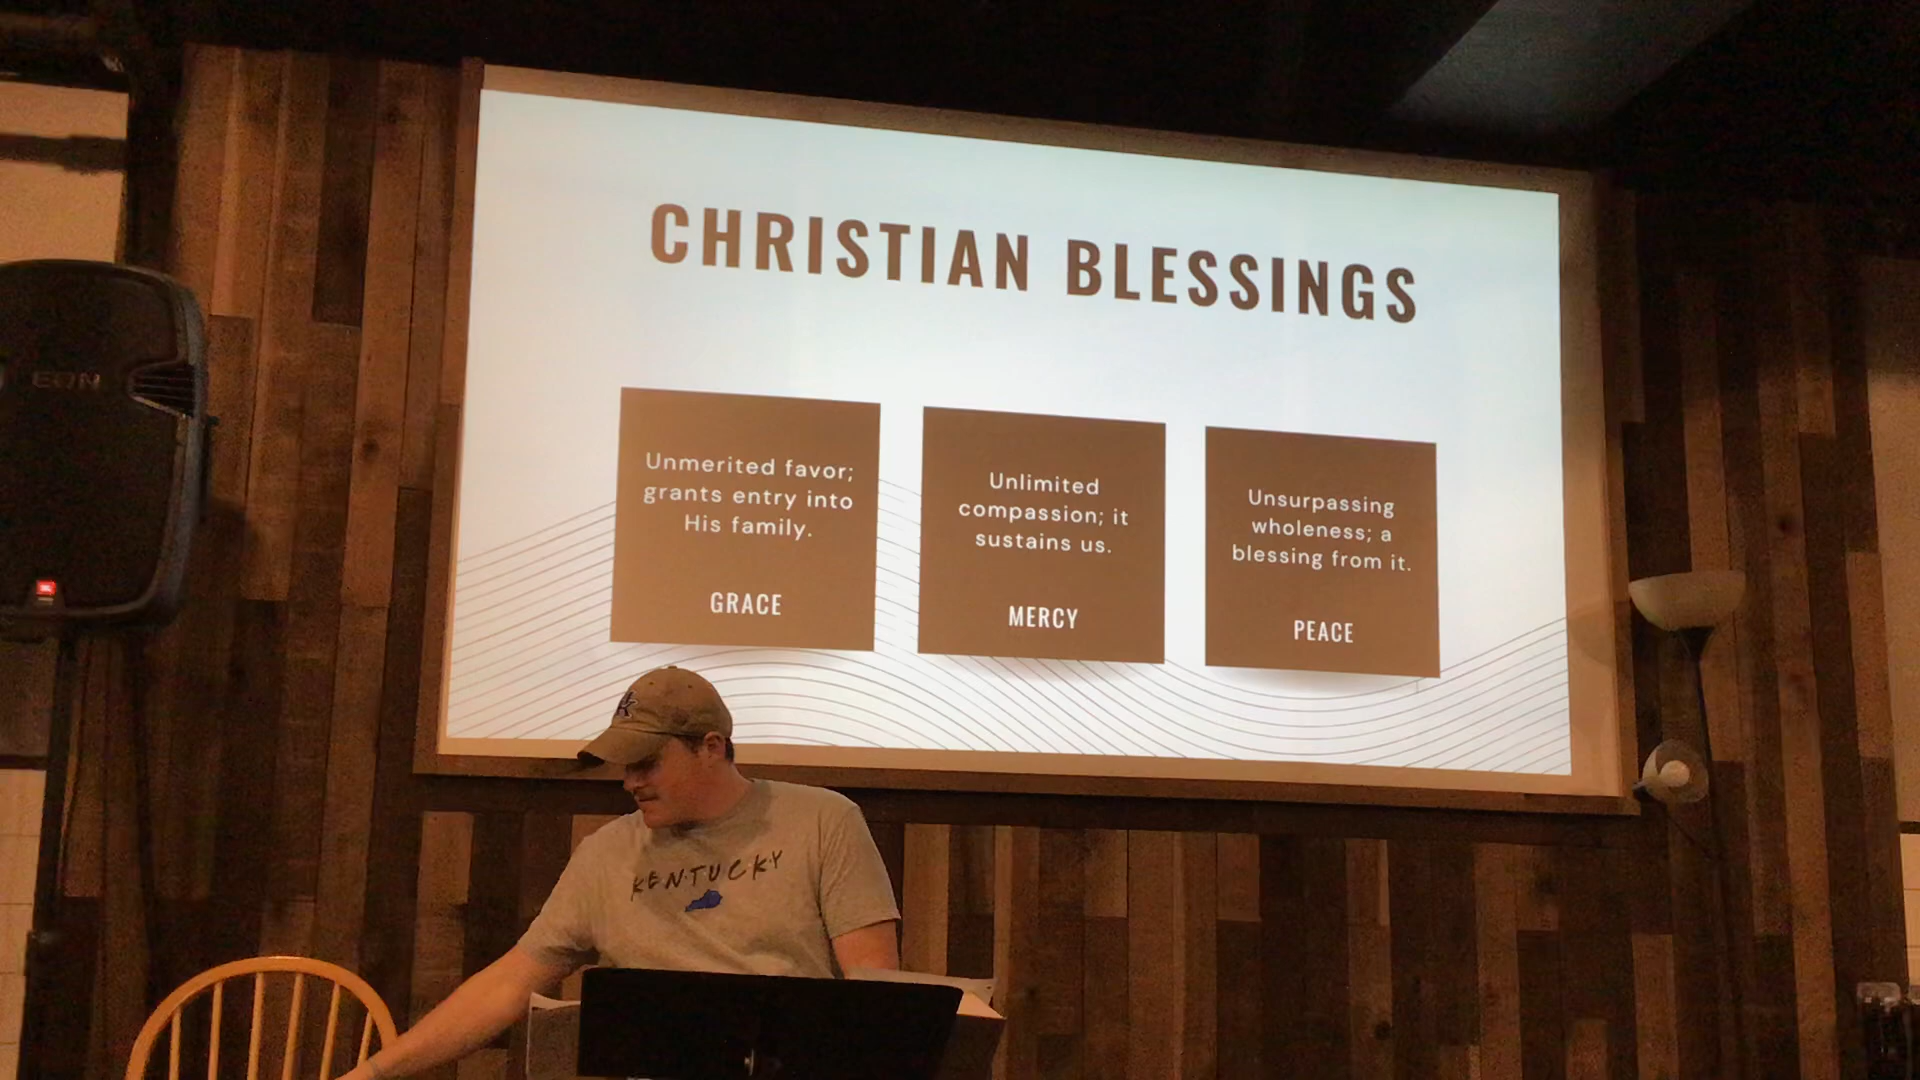 CHRISTIAN BLESSINGS
Unmerited favor;
grants entry into
His family.
GRACE
Unlimited
compassion; it
sustains us.
MERCY
Unsurpassing
wholeness; a
blessing from it.
PEACE
EON
KENTUCKY